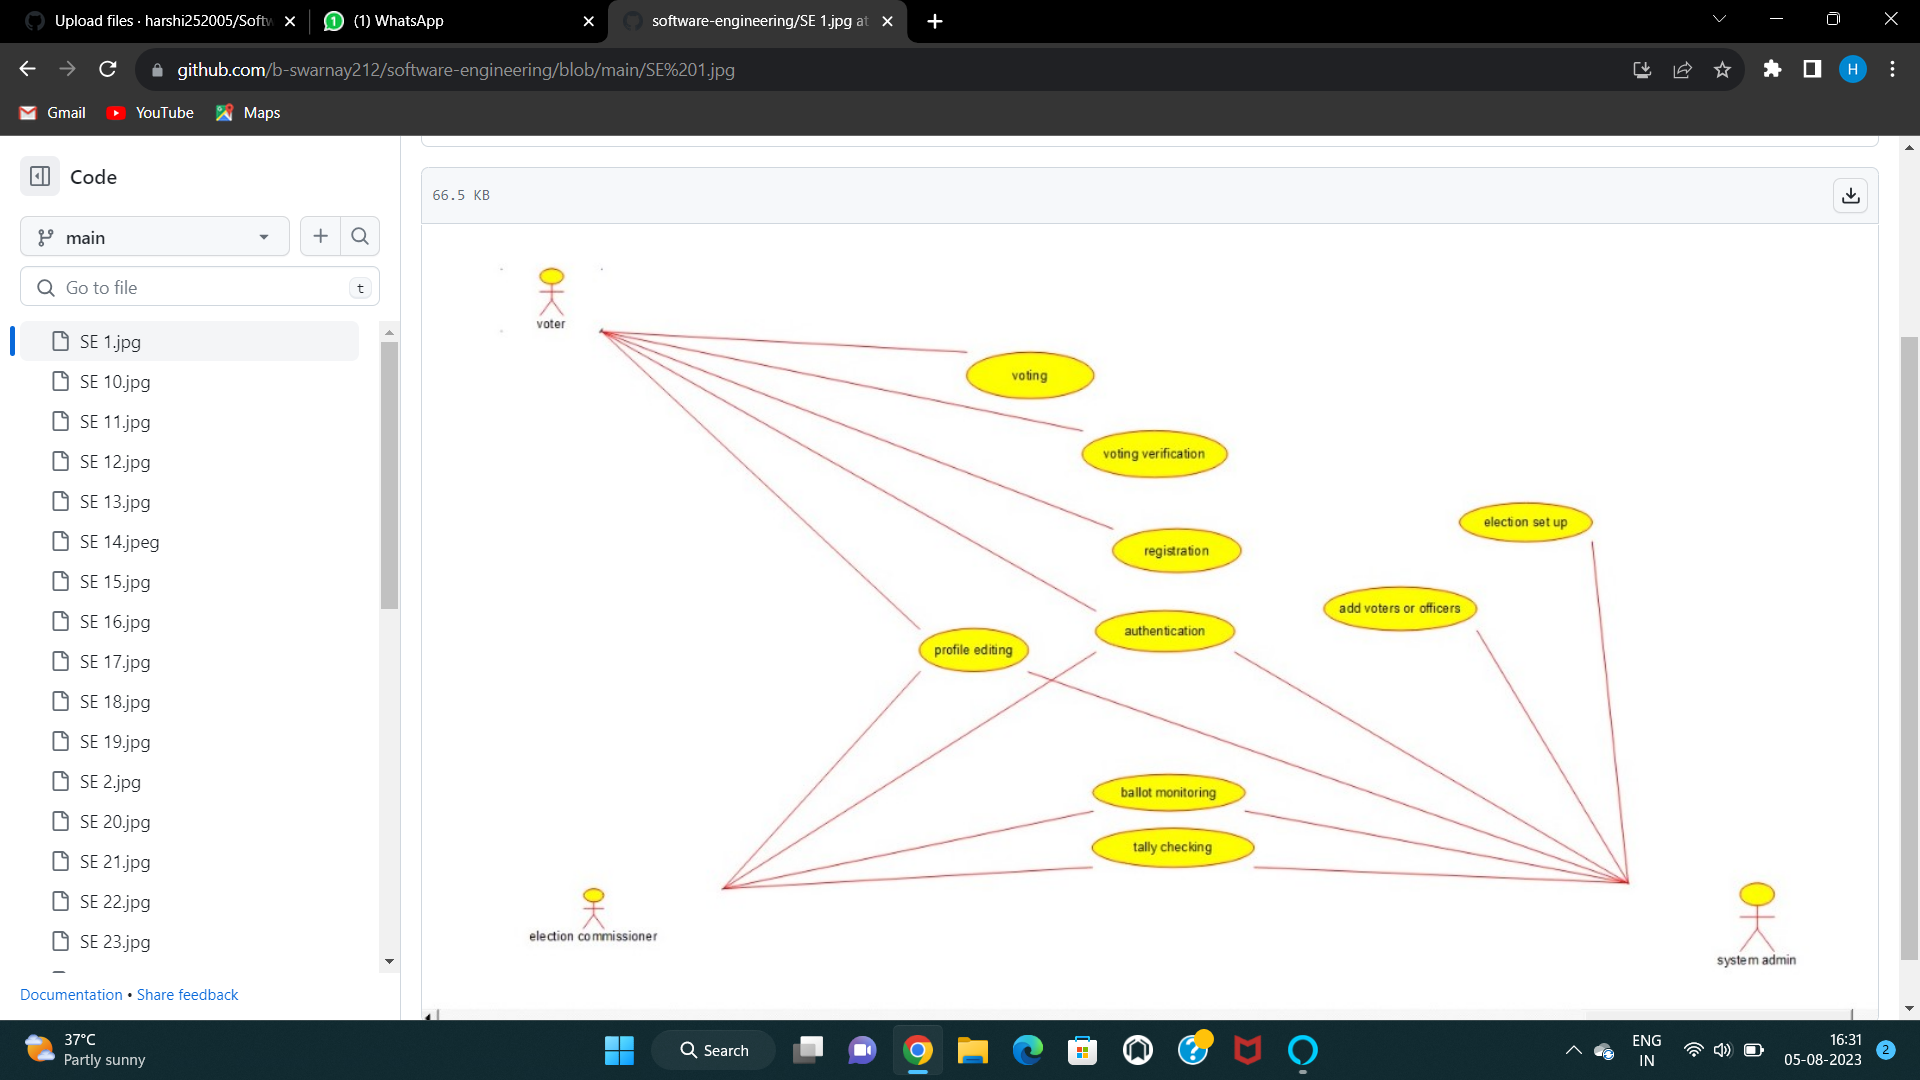 Upload files · harshi252005/Softw
(1) WhatsApp
software-engineering/SE 1.jpg at
github.com/b-swarnay212/software-engineering/blob/main/SE%201.jpg
H
Gmail
YouTube
Maps
Code
66.5 KB
main
Go to file
t
SE 1.jpg
SE 10.jpg
SE 11.jpg
SE 12.jpg
SE 13.jpg
SE 14.jpeg
SE 15.jpg
SE 16.jpg
SE 17.jpg
SE 18.jpg
SE 19.jpg
SE 2.jpg
SE 20.jpg
SE 21.jpg
SE 22.jpg
SE 23.jpg
Documentation • Share feedback
voter
voting
voting verification
registration
election set up
add voters or officers
authentication
profile editing
ballot monitoring
tally checking
election commissioner
system admin
37°C
Partly sunny
Search
ENG
IN
16:31
05-08-2023
2